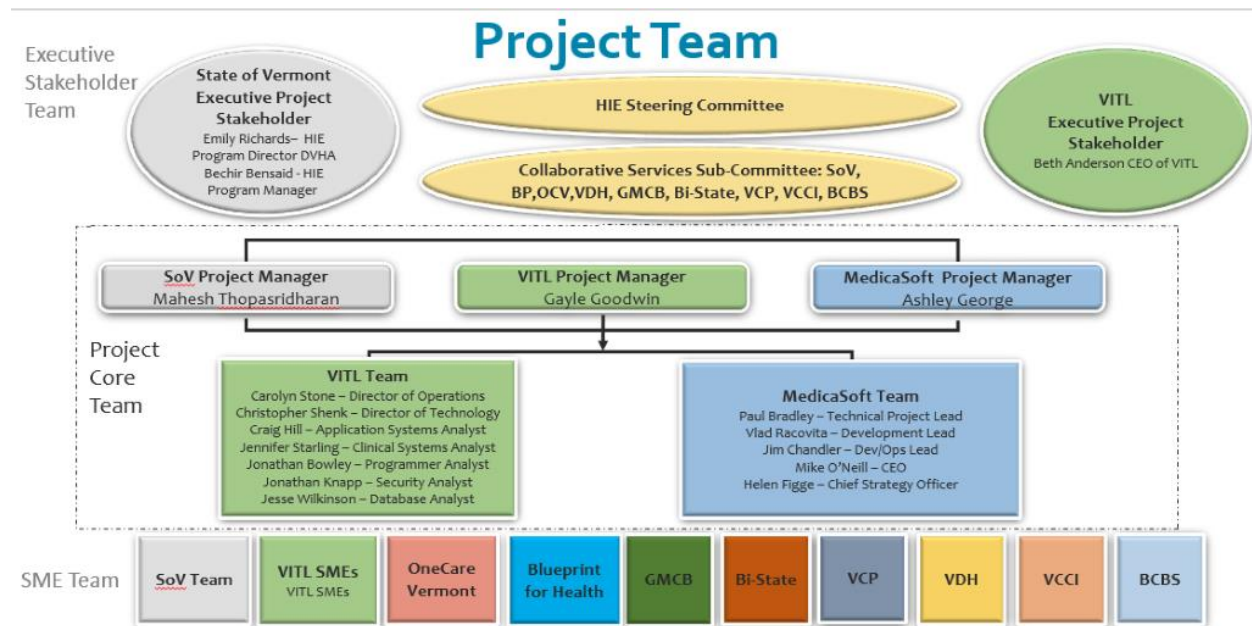 Project Team
Executive
Stakeholder
Team
State of Vermont
Executive Project
Stakeholder
Emily Richards– HIE
Program Director DVHA
Bechir Bensaid - HIE
Program Manager
HIE Steering Committee
Collaborative Services Sub-Committee: SoV,
BP,OCV,VDH, GMCB, Bi-State, VCP, VCCI, BCBS
VITL
Executive Project
Stakeholder
Beth Anderson CEO of VITL
SoV Project Manager
Mahesh Thopasridharan
VITL Project Manager
Gayle Goodwin
MedicaSoft Project Manager
Ashley George
Project
Core
Team
VITL Team
Carolyn Stone – Director of Operations
Christopher Shenk – Director of Technology
Craig Hill – Application Systems Analyst
Jennifer Starling – Clinical Systems Analyst
Jonathan Bowley – Programmer Analyst
Jonathan Knapp – Security Analyst
Jesse Wilkinson – Database Analyst
MedicaSoft Team
Paul Bradley – Technical Project Lead
Vlad Racovita – Development Lead
Jim Chandler – Dev/Ops Lead
Mike O’Neill – CEO
Helen Figge – Chief Strategy Officer
SME Team
SoV Team
VITL SMEs
VITL SMEs
OneCare
Vermont
Blueprint
for Health
GMCB
Bi-State
VCP
VDH
VCCI
BCBS